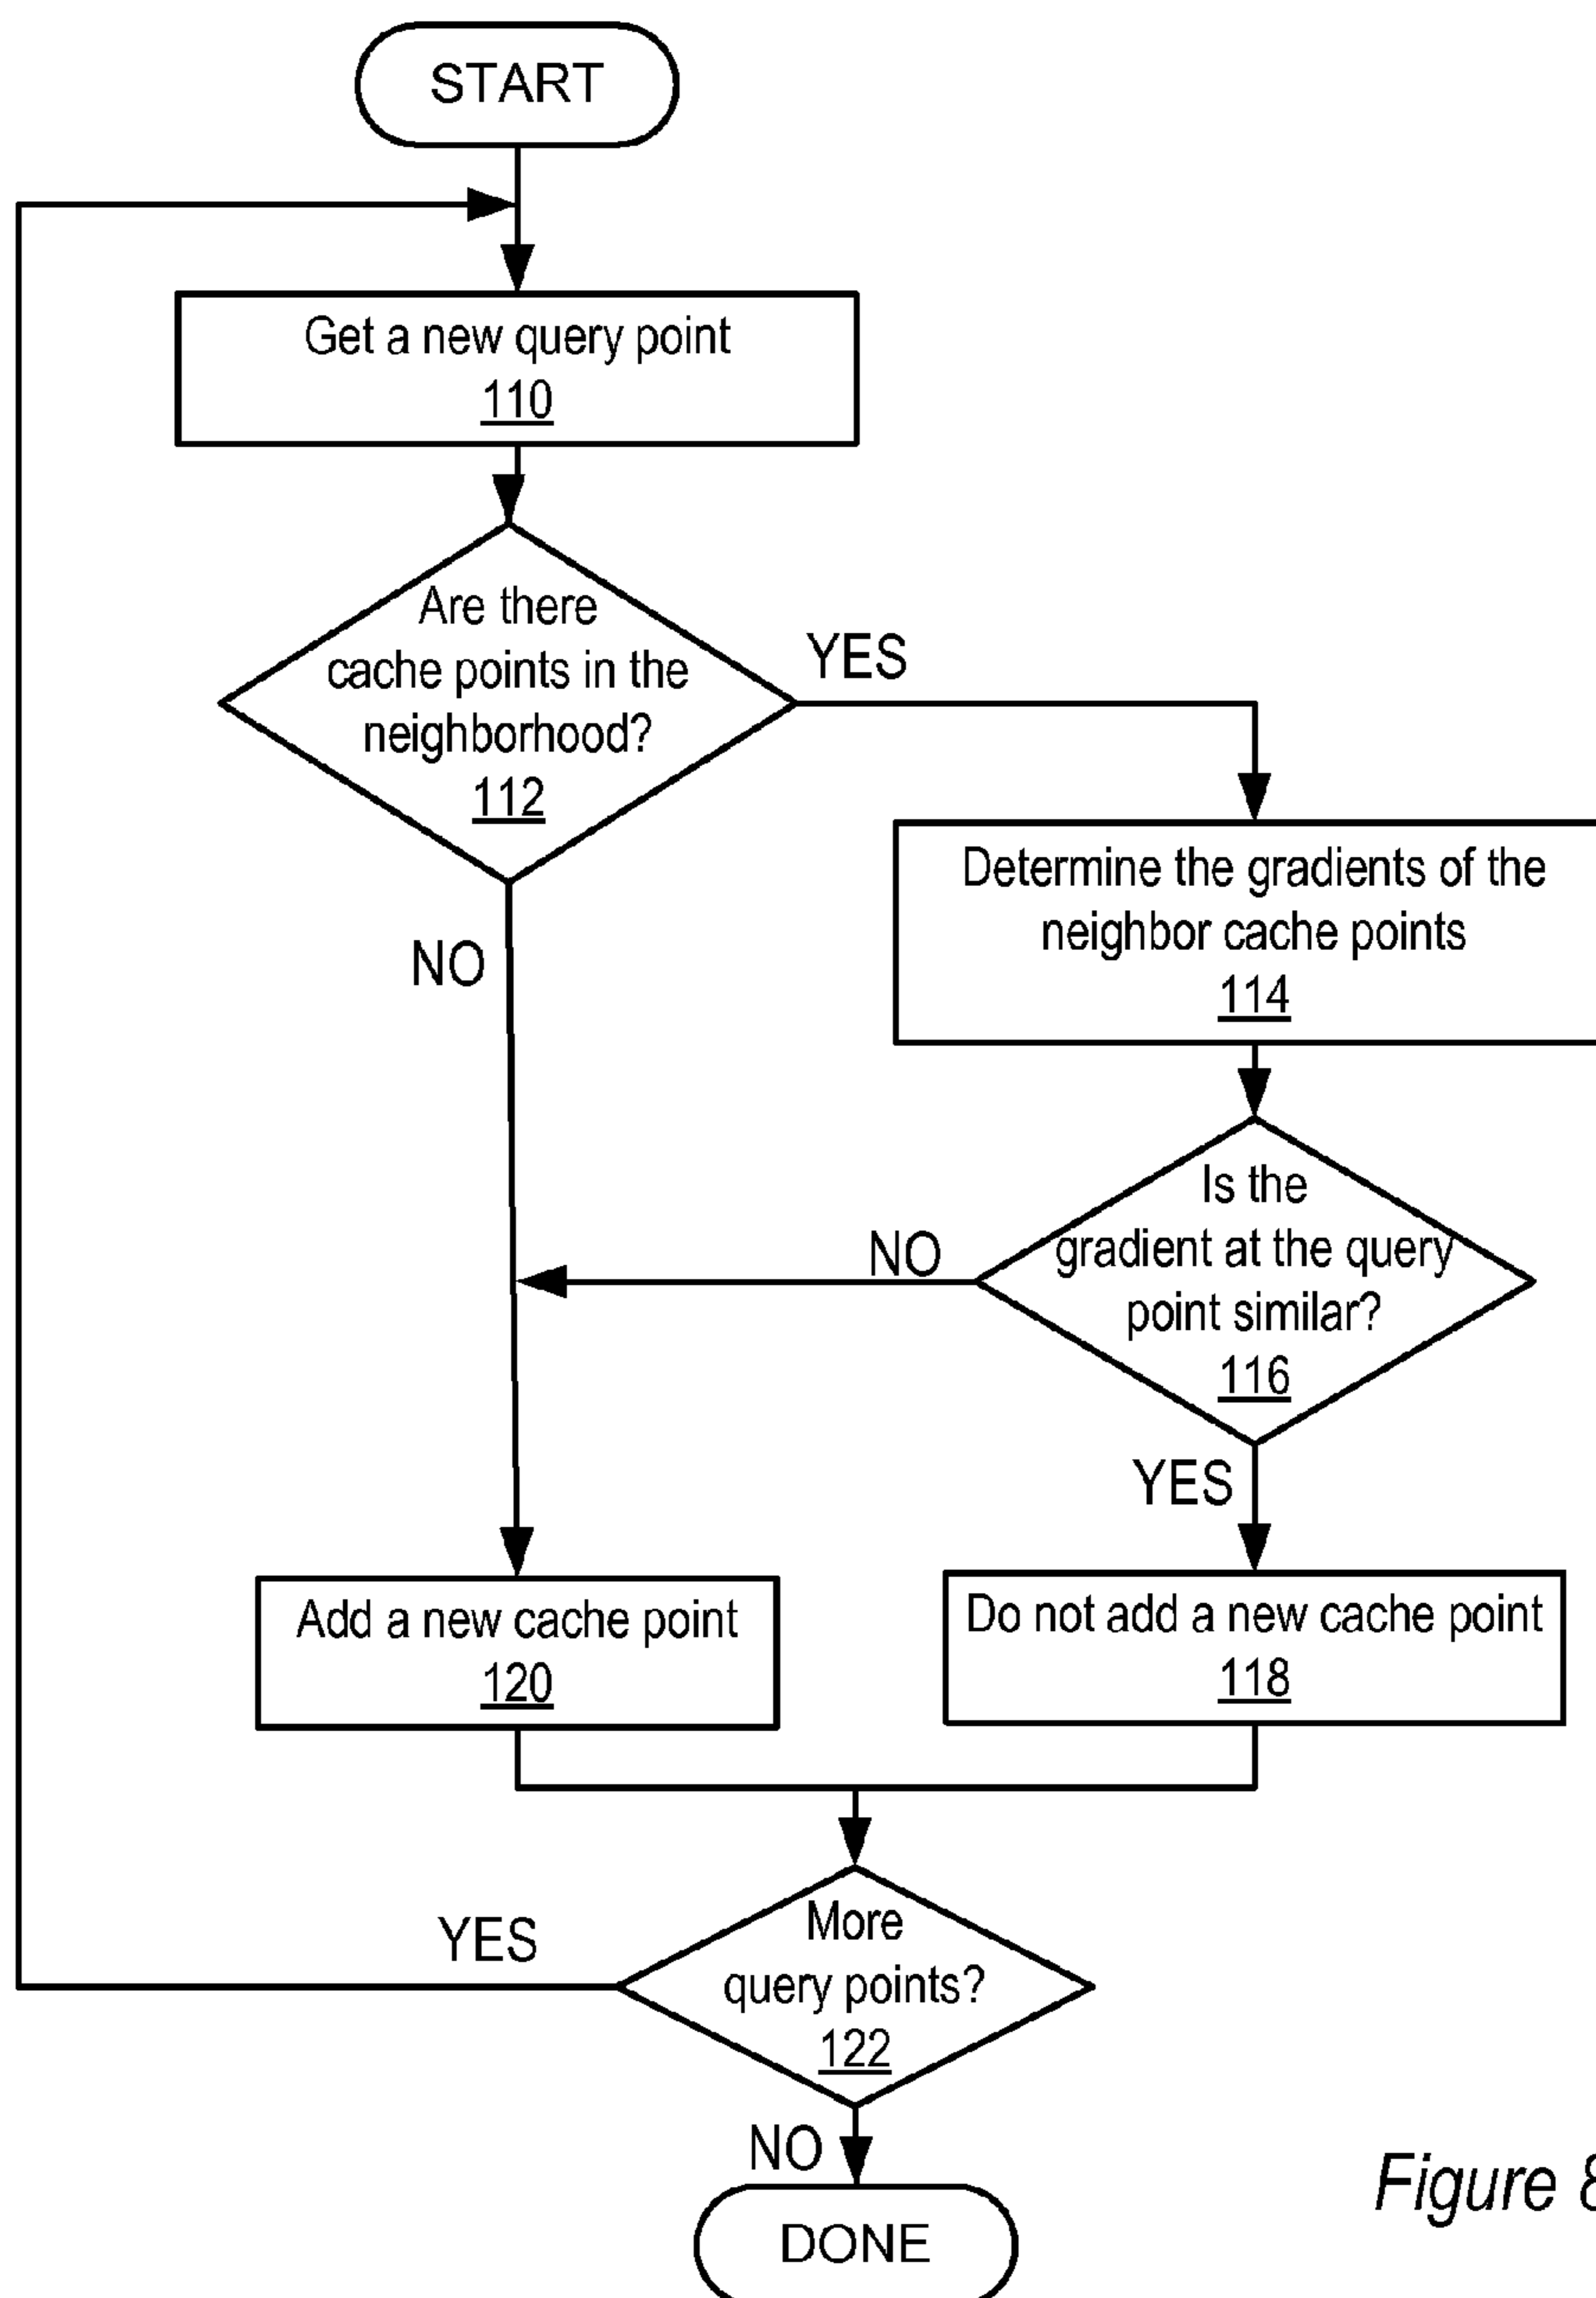 START
Get a new query point
110
Are there
cache points in the
neighborhood?
112
YES
Determine the gradients of the
neighbor cache points
114
NO
Is the
gradient at the query
point similar?
116
NO
YES
Add a new cache point
120
Do not add a new cache point
118
More
query points?
122
YES
NO
DONE
Figure 8